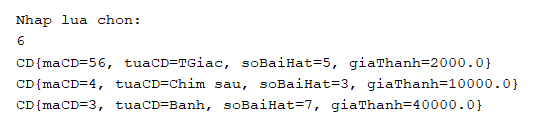 Nhap lua chon:
6
CD{maCD=56, tuaCD=TGiac, soBaiHat=5, giaThanh=2000.0}
CD{maCD=4, tuaCD=Chim sau, soBaiHat=3, giaThanh=10000.0}
CD{maCD=3, tuaCD=Banh, soBaiHat=7, giaThanh=40000.0}